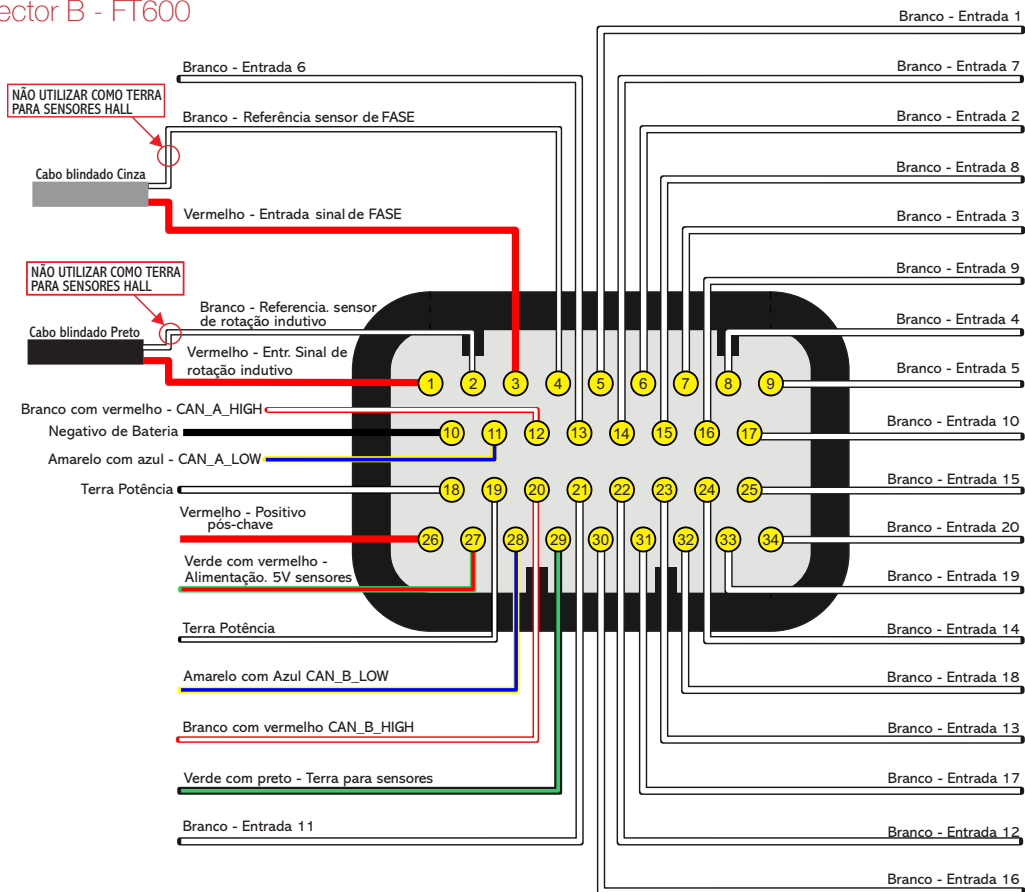 ector B - FT600
Branco - Entrada 1
Branco - Entrada 6
Branco - Entrada 7
NÃO UTILIZAR COMO TERRA
PARA SENSORES HALL
Branco - Referência sensor de FASE
Branco - Entrada 2
Cabo blindado Cinza
Branco - Entrada 8
Vermelho - Entrada sinal de FASE
Branco - Entrada 3
NÃO UTILIZAR COMO TERRA
PARA SENSORES HALL
Branco - Entrada 9
Branco - Referencia. sensor
de rotação indutivo
Branco - Entrada 4
Cabo blindado Preto
Vermelho - Entr. Sinal de
rotação indutivo
Branco - Entrada 5
1 2 3 4 5 6 7 8 9
Branco com vermelho - CAN_A_HIGH
Branco - Entrada 10
Negativo de Bateria
10 11 12 13 14 15 16 17
Amarelo com azul - CAN_A_LOW
Branco - Entrada 15
Terra Potência
18 19 20 21 22 23 24 25
Vermelho - Positivo
pós-chave
Branco - Entrada 20
26 27 28 29 30 31 32 33 34
Verde com vermelho -
Alimentação. 5V sensores
Branco - Entrada 19
Terra Potência
Branco - Entrada 14
Amarelo com Azul CAN_B_LOW
Branco - Entrada 18
Branco com vermelho CAN_B_HIGH
Branco - Entrada 13
Verde com preto - Terra para sensores
Branco - Entrada 17
Branco - Entrada 11
Branco - Entrada 12
Branco - Entrada 16